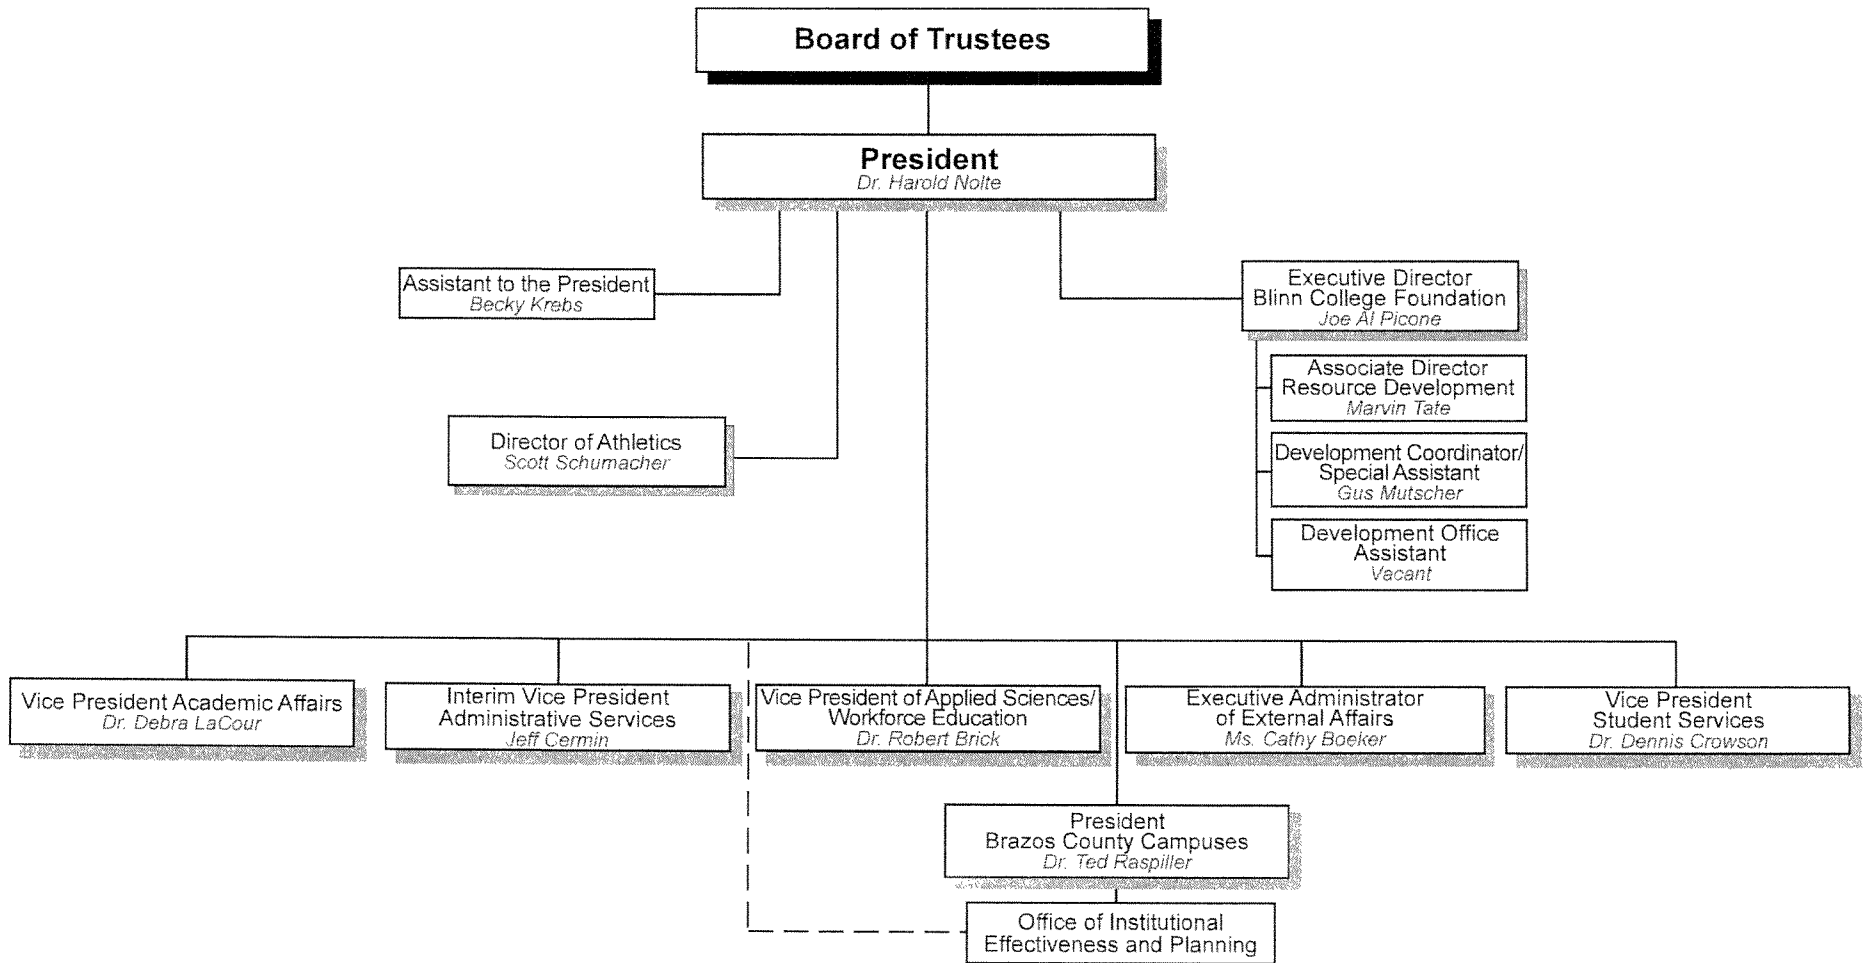 Board of Trustees
President
Dr. Harold Nolte
Assistant to the President
Becky Krebs
Executive Director
Blinn College Foundation
Joe Al Picone
Associate Director
Resource Development
Marvin Tate
Director of Athletics
Scott Schumacher
Development Coordinator/
Special Assistant
Gus Mutscher
Development Office
Assistant
Vacant
Vice President Academic Affairs
Dr. Debra LaCour
Interim Vice President
Administrative Services
Jeff Cermin
Vice President of Applied Sciences/
Workforce Education
Dr. Robert Brick
Executive Administrator
of External Affairs
Ms. Cathy Boeker
Vice President
Student Services
Dr. Dennis Crowson
President
Brazos County Campuses
Dr. Ted Raspiller
Office of Institutional
Effectiveness and Planning